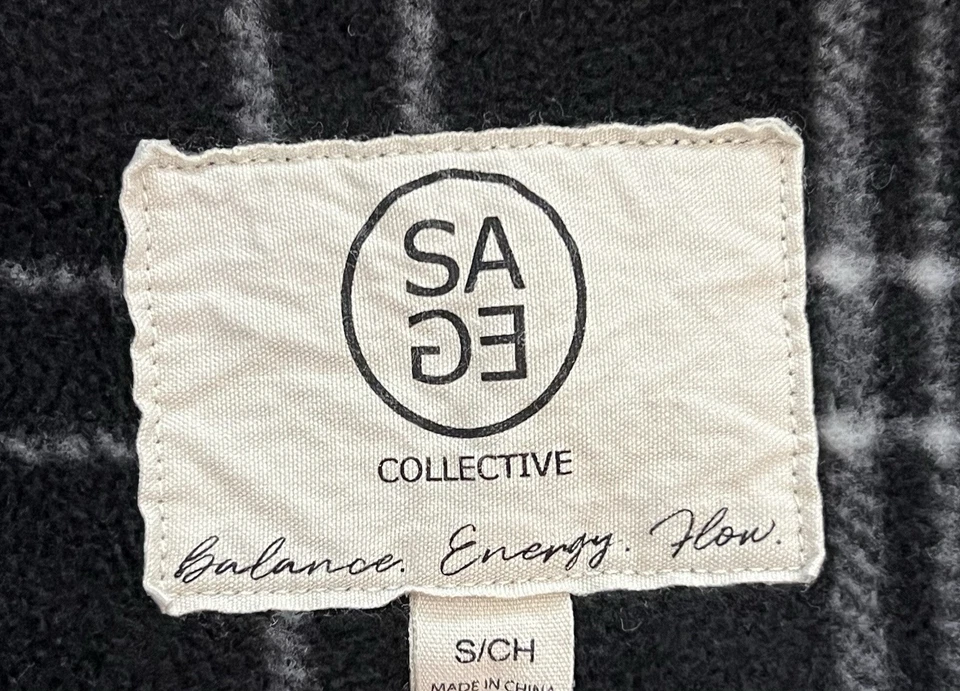 SA
GE
COLLECTIVE
Balance. Energy. Flow.
S/CH
MADE IN CHINA